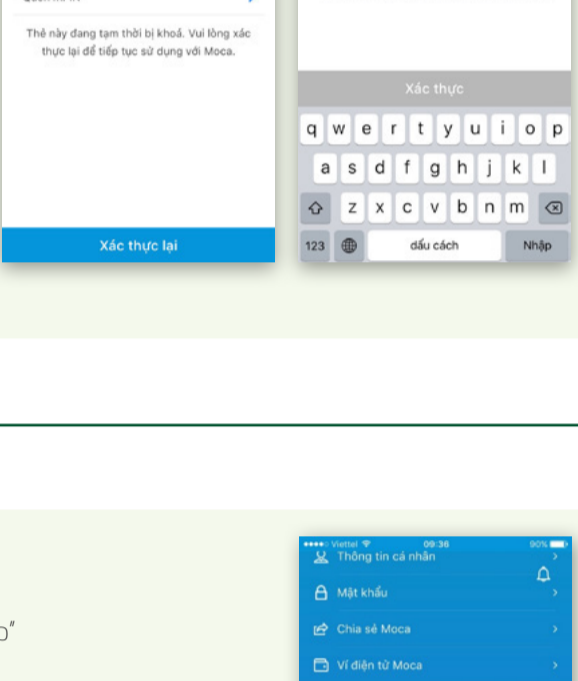 Thẻ này đang tạm thời bị khoá. Vui lòng xác
thực lại để tiếp tục sử dụng với Moca.
Xác thực lại
Xác thực
q w e r t y u i o p
a s d f g h j k l
z x c v b n m
123 dấu cách Nhập
Viettel 09:36 90%
Thông tin cá nhân
Mật khẩu
Chia sẻ Moca
Ví điện tử Moca